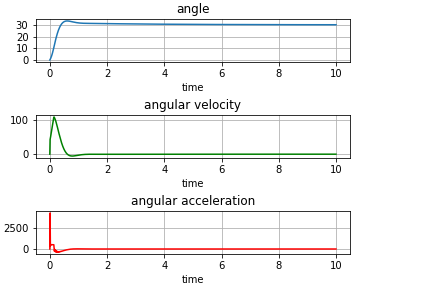 angle
30
20
10
0
0 2 4 6 8 10
time
angular velocity
100
0
0 2 4 6 8 10
time
angular acceleration
2500
0
0 2 4 6 8 10
time